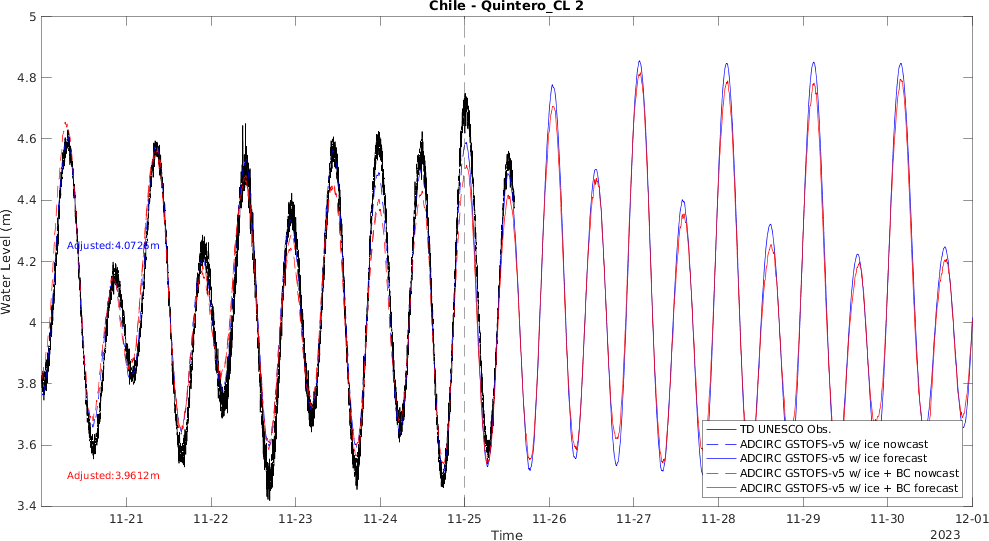 Chile - Quintero_CL 2
Water Level (m)
5
4.8
4.6
4.4
4.2
4
3.8
3.6
3.4
Adjusted:4.0726m
Adjusted:3.9612m
TD UNESCO Obs.
ADCIRC GSTOFS-v5 w/ ice nowcast
ADCIRC GSTOFS-v5 w/ ice forecast
ADCIRC GSTOFS-v5 w/ ice + BC nowcast
ADCIRC GSTOFS-v5 w/ ice + BC forecast
11-21
11-22
11-23
11-24
11-25
11-26
11-27
11-28
11-29
11-30
12-01
Time
2023